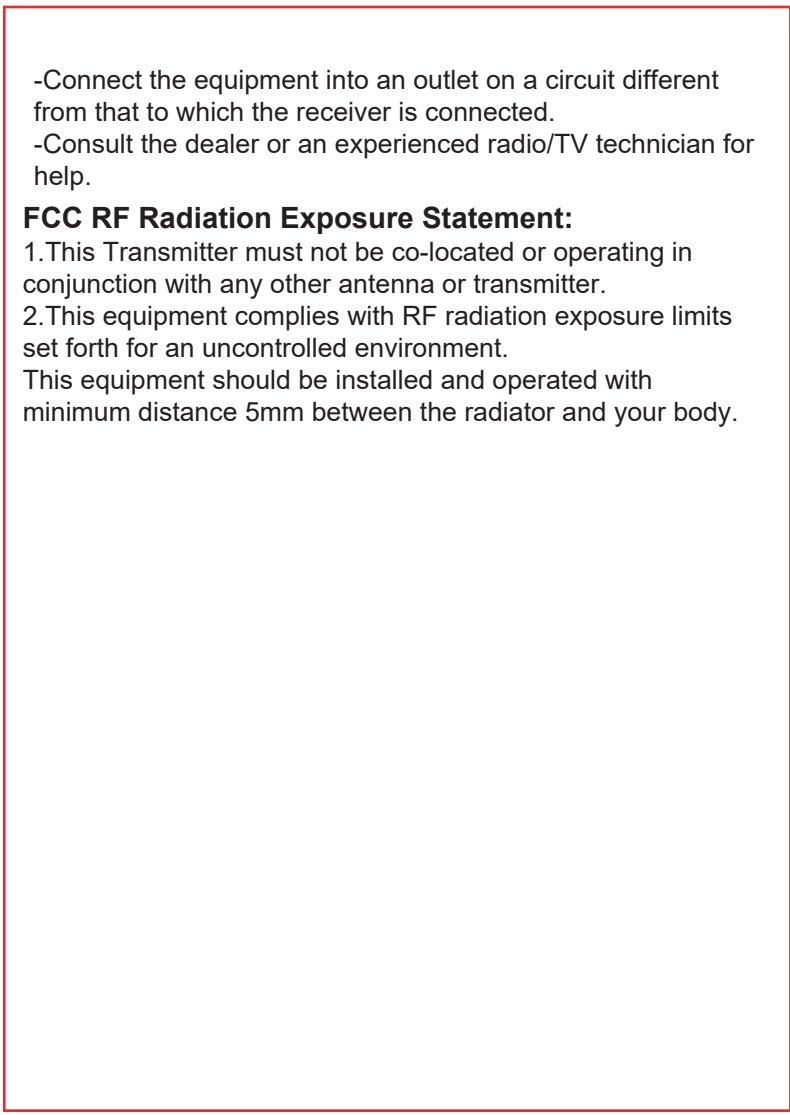 -Connect the equipment into an outlet on a circuit different
from that to which the receiver is connected.
-Consult the dealer or an experienced radio/TV technician for
help.
FCC RF Radiation Exposure Statement:
1.This Transmitter must not be co-located or operating in
conjunction with any other antenna or transmitter.
2.This equipment complies with RF radiation exposure limits
set forth for an uncontrolled environment.
This equipment should be installed and operated with
minimum distance 5mm between the radiator and your body.